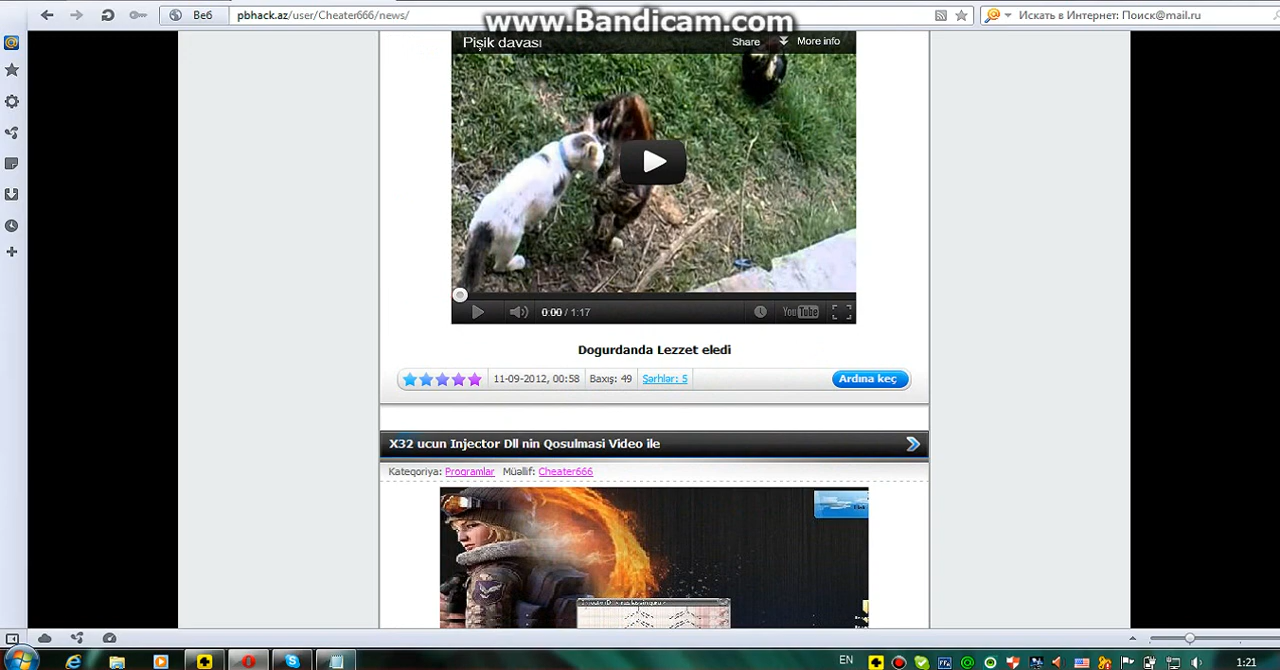 www.Bandicam.com
Веб
pbhack.az/user/Cheater666/news/
Искать в Интернет: Поиск@mail.ru
Pişik davası
Share
More info
0:00 / 1:17
YouTube
Dogurdanda Lezzet eledi
11-09-2012, 00:58
Baxış: 49
Şərhlər: 5
Ardına keç
X32 ucun Injector Dll nin Qosulmasi Video ile
Kateqoriya: Proqramlar Müəllif: Cheater666
EN
1:21